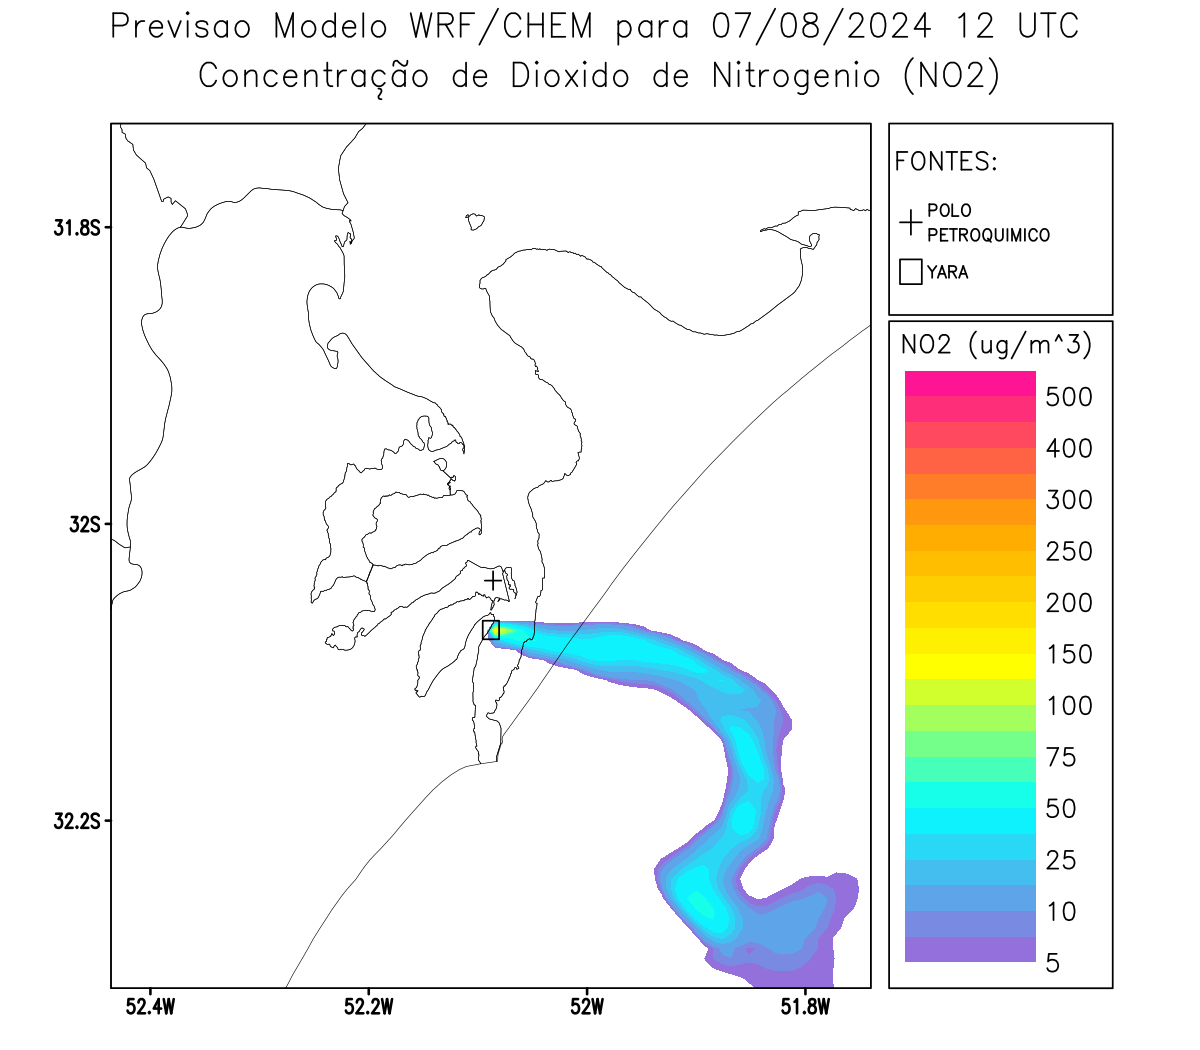 Previsao Modelo WRF/CHEM para 07/08/2024 12 UTC
Concentração de Dioxido de Nitrogenio (NO2)
FONTES:
POLO
PETROQUIMICO
YARA
NO2 (ug/m^3)
500
400
300
250
200
150
100
75
50
25
10
5
31.8S
32S
32.2S
52.4W
52.2W
52W
51.8W